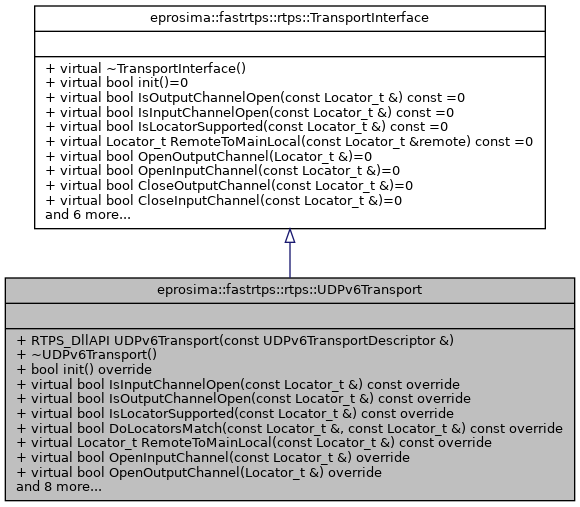 eprosima::fastrtps::rtps::TransportInterface
+ virtual ~TransportInterface()
+ virtual bool init()=0
+ virtual bool IsOutputChannelOpen(const Locator_t &) const =0
+ virtual bool IsInputChannelOpen(const Locator_t &) const =0
+ virtual bool IsLocatorSupported(const Locator_t &) const =0
+ virtual Locator_t RemoteToMainLocal(const Locator_t &remote) const =0
+ virtual bool OpenOutputChannel(Locator_t &)=0
+ virtual bool OpenInputChannel(const Locator_t &)=0
+ virtual bool CloseOutputChannel(const Locator_t &)=0
+ virtual bool CloseInputChannel(const Locator_t &)=0
and 6 more...
eprosima::fastrtps::rtps::UDPv6Transport
+ RTPS_DllAPI UDPv6Transport(const UDPv6TransportDescriptor &)
+ ~UDPv6Transport()
+ bool init() override
+ virtual bool IsInputChannelOpen(const Locator_t &) const override
+ virtual bool IsOutputChannelOpen(const Locator_t &) const override
+ virtual bool IsLocatorSupported(const Locator_t &) const override
+ virtual bool DoLocatorsMatch(const Locator_t &, const Locator_t &) const override
+ virtual Locator_t RemoteToMainLocal(const Locator_t &) const override
+ virtual bool OpenInputChannel(const Locator_t &) override
+ virtual bool OpenOutputChannel(Locator_t &) override
and 8 more...